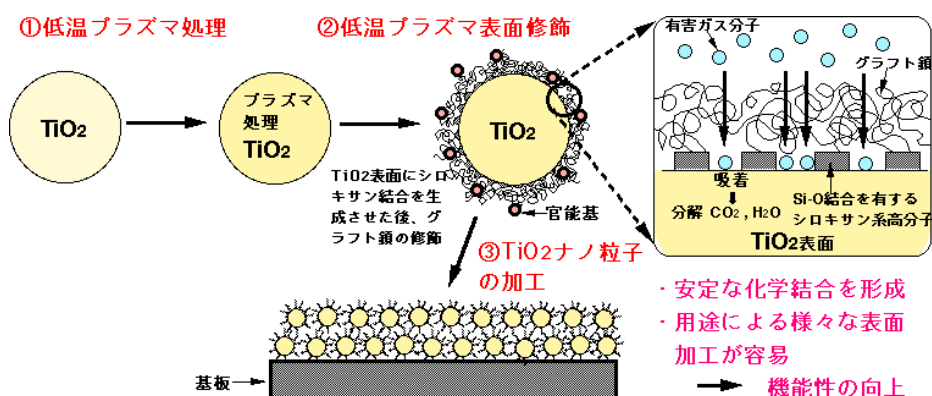 ①低温プラズマ処理
②低温プラズマ表面修飾
TiO2
プラズマ
処理
TiO2
TiO2
TiO2表面にシロ
キサン結合を生
成させた後、グ
ラフト鎖の修飾
官能基
有害ガス分子
グラフト鎖
吸着
分解 CO2 , H2O
Si-O結合を有する
シロキサン系高分子
TiO2表面
③TiO2ナノ粒子
の加工
基板
・安定な化学結合を形成
・用途による様々な表面
加工が容易
機能性の向上